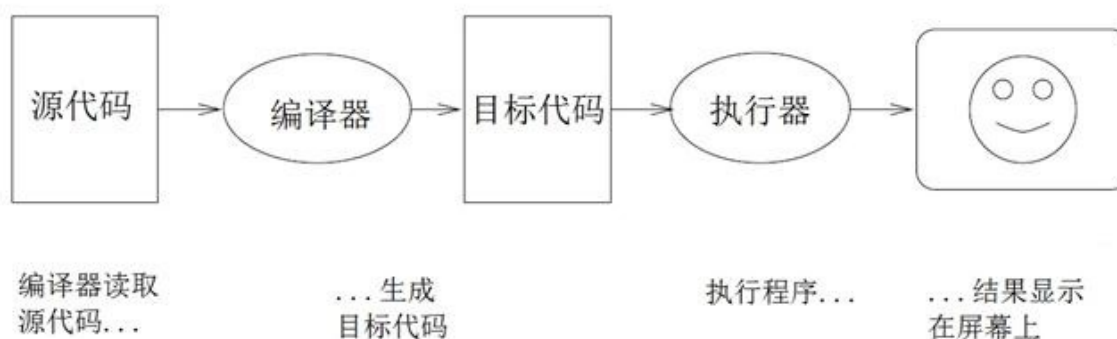 源代码
编译器
目标代码
执行器
编译器读取
源代码...
...生成
目标代码
执行程序...
...结果显示
在屏幕上